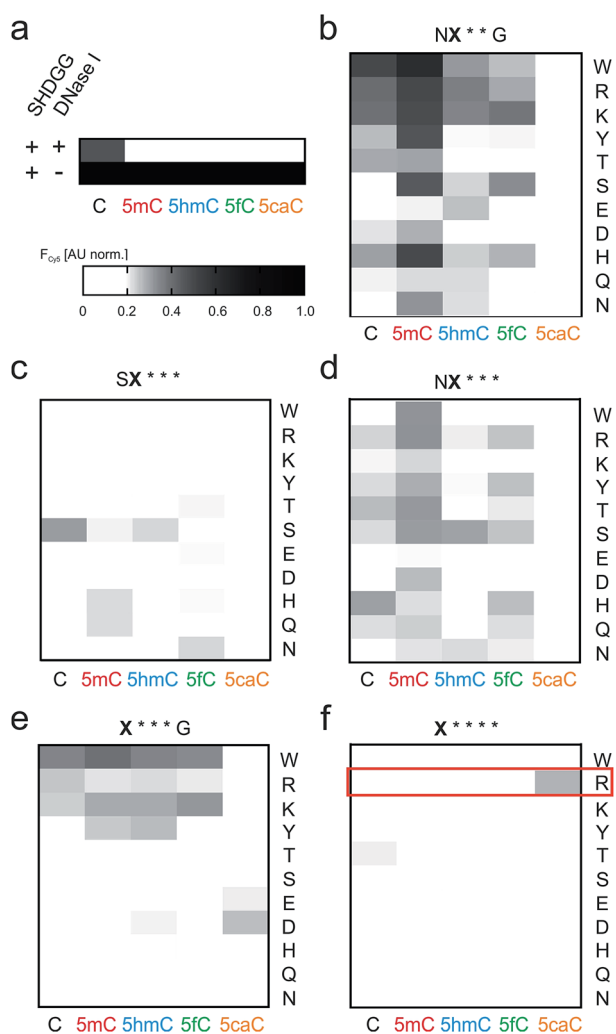 a
SHDGG
DNase I
+ +
+ -
C 5mC 5hmC 5fC 5caC
F Cy5 [AU norm.]
0 0.2 0.4 0.6 0.8 1.0
b
NX * * G
W
R
K
Y
T
S
E
D
H
Q
N
C 5mC 5hmC 5fC 5caC
c
SX * * *
W
R
K
Y
T
S
E
D
H
Q
N
C 5mC 5hmC 5fC 5caC
d
NX * * *
W
R
K
Y
T
S
E
D
H
Q
N
C 5mC 5hmC 5fC 5caC
e
X * * * G
W
R
K
Y
T
S
E
D
H
Q
N
C 5mC 5hmC 5fC 5caC
f
X * * * *
W
R
K
Y
T
S
E
D
H
Q
N
C 5mC 5hmC 5fC 5caC